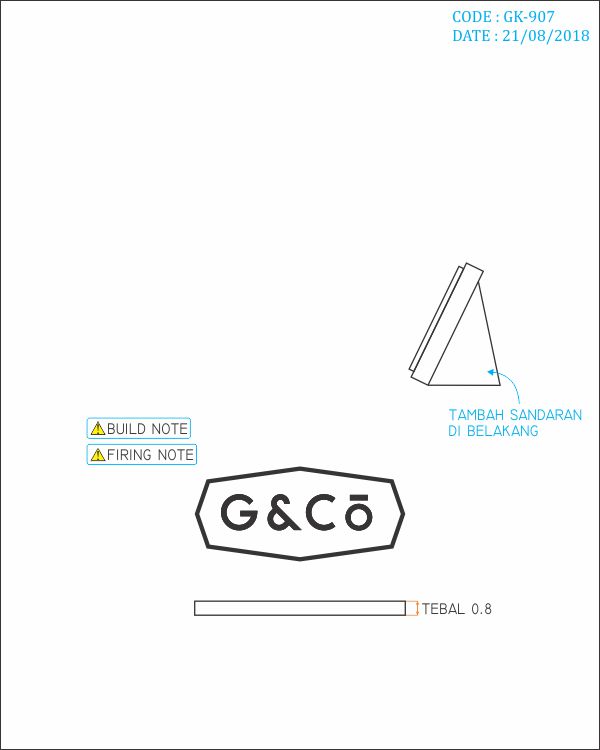 CODE : GK-907
DATE : 21/08/2018
TAMBAH SANDARAN
DI BELAKANG
BUILD NOTE
FIRING NOTE
G&Cō
TEBAL 0.8